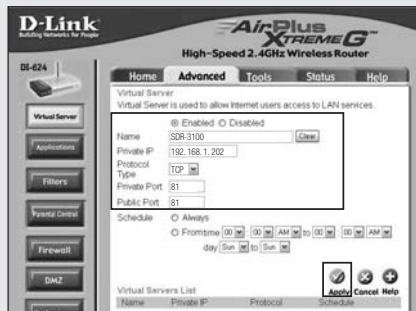 D-Link
Building Networks for People
AirPlus
XTREME G
High-Speed 2.4GHz Wireless Router
DI-624
Home Advanced Tools Status Help
Virtual Server
Virtual Server is used to allow Internet users access to LAN services.
Virtual Server
Enabled Disabled
Name SDR-3100 Clear
Private IP 192.168.1.202
Applications
Protocol
Type TCP
Filters
Private Port 81
Public Port 81
Parental Control
Schedule Always
From time 00 : 00 AM to 00 : 00 AM
day Sun to Sun
Firewall
DMZ
Apply Cancel Help
Virtual Servers List
Name Private IP Protocol Schedule